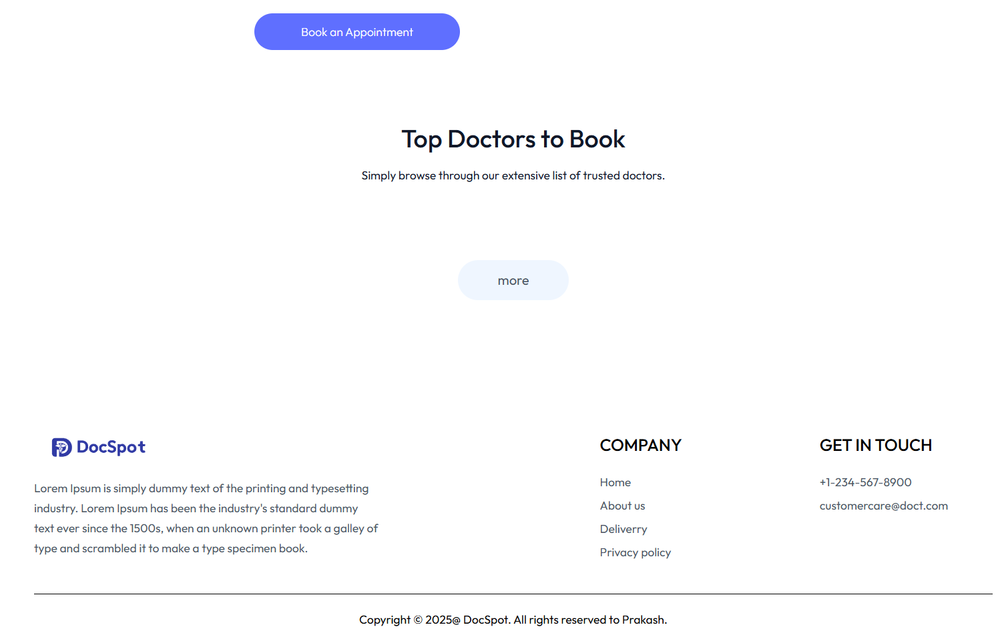 Book an Appointment
Top Doctors to Book
Simply browse through our extensive list of trusted doctors.
more
DocSpot
Lorem Ipsum is simply dummy text of the printing and typesetting
industry. Lorem Ipsum has been the industry's standard dummy
text ever since the 1500s, when an unknown printer took a galley of
type and scrambled it to make a type specimen book.
COMPANY
Home
About us
Deliverry
Privacy policy
GET IN TOUCH
+1-234-567-8900
customercare@doct.com
Copyright © 2025@ DocSpot. All rights reserved to Prakash.